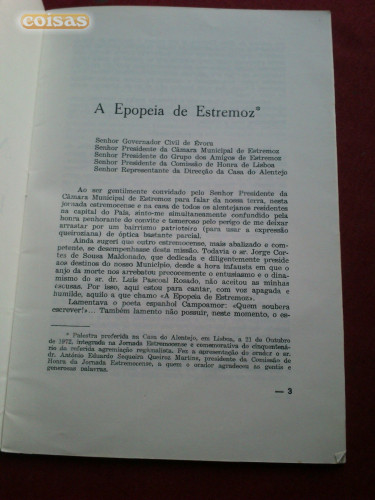 coisas
A Epopeia de Estremoz*
Senhor Governador Civil de Évora
Senhor Presidente da Câmara Municipal de Estremoz
Senhor Presidente do Grupo dos Amigos de Estremoz
Senhor Presidente da Comissão de Honra de Lisboa
Senhor Representante da Direcção da Casa do Alentejo
Ao ser gentilmente convidado pelo Senhor Presidente da
Câmara Municipal de Estremoz para falar da nossa terra, nesta
jornada estremocense e na casa de todos os alentejanos residentes
na capital do País, sinto-me simultâneamente confundido pela
honra penhorante do convite e temeroso pelo perigo de me deixar
arrastar por um bairrismo patrioteiro (para usar a expressão
queirosiana) de óptica bastante parcial.
Ainda sugeri que outro estremocense, mais abalizado e com-
petente, se desempenhasse desta missão. Todavia o sr. Jorge Cor-
tes de Sousa Maldonado, que dedicada e diligentemente preside
aos destinos do nosso Município, desde a hora infausta em que o
anjo da morte nos arrebatou precocemente o entusiasmo e o dina-
mismo do sr. dr. Luís Pascoal Rosado, não aceitou as minhas
escusas. Por isso, aqui estou para cantar, com voz apagada e
humilde, aquilo a que chamo «A Epopeia de Estremoz».
Lamentava o poeta espanhol Campoamor: «Quem soubera
escrever!»... Também lamento não possuir, neste momento, o es-
* Palestra proferida na Casa do Alentejo, em Lisboa, a 21 de Outubro
de 1972, integrada na Jornada Estremocense e comemorativa do cinquentená-
rio da referida agremiação regionalista. Fez a apresentação do orador o sr.
dr. António Eduardo Sequeira Queiroz Martins, presidente da Comissão de
Honra da Jornada Estremocense, a quem o orador agradeceu as gentis e
generosas palavras.
— 3